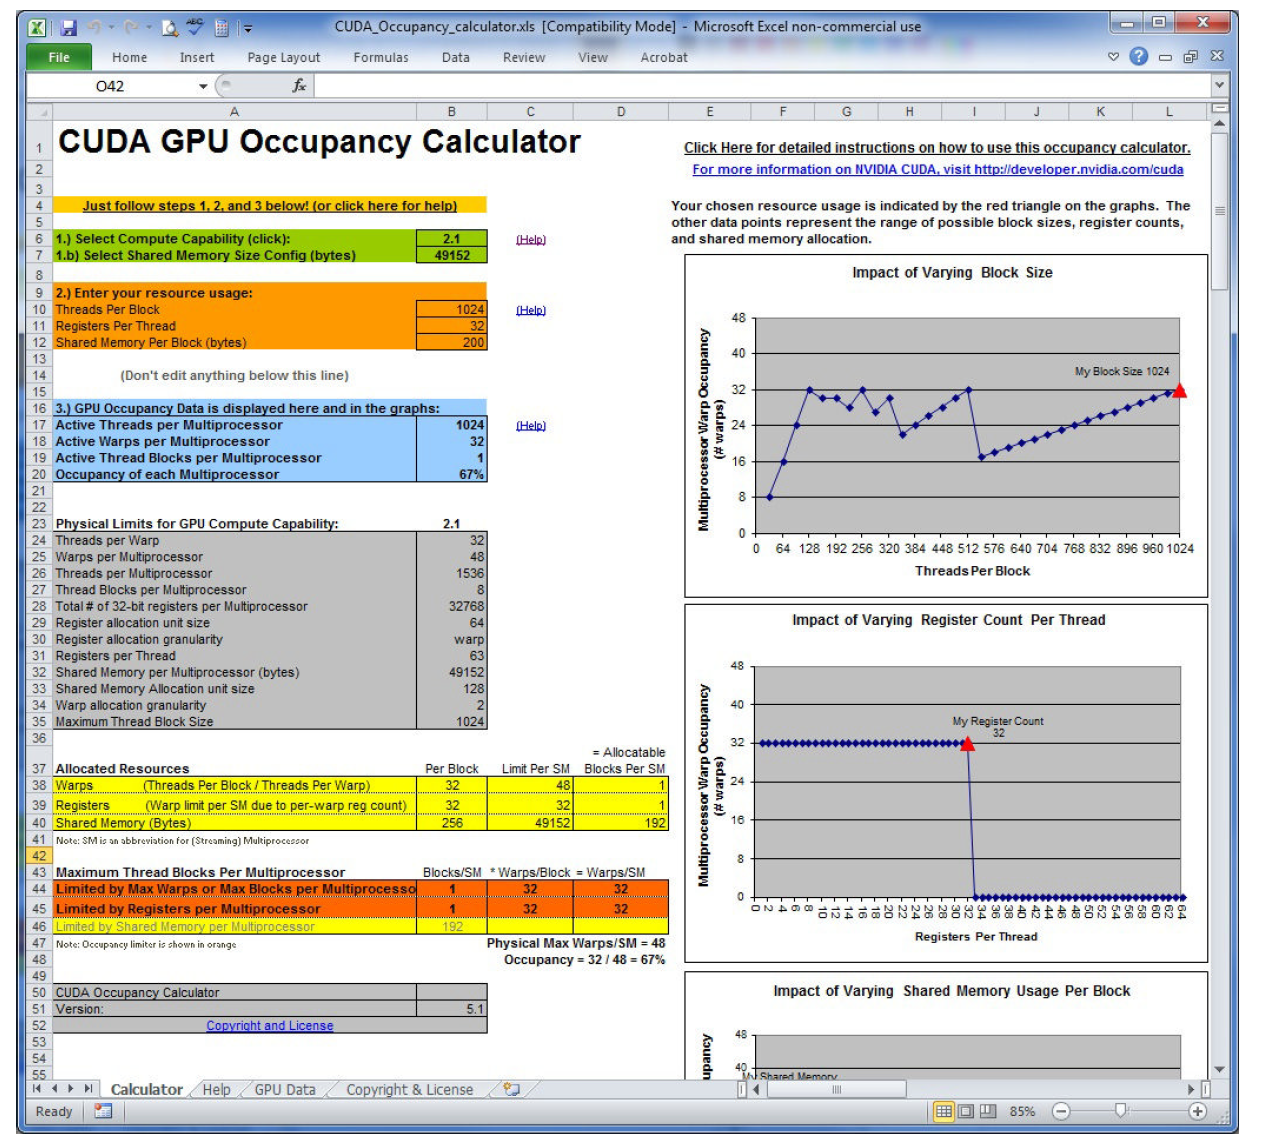 CUDA_Occupancy_calculator.xls [Compatibility Mode] - Microsoft Excel non-commercial use
File Home Insert Page Layout Formulas Data Review View Acrobat
O42 fx
A B C D E F G H I J K L
1 CUDA GPU Occupancy Calculator
Click Here for detailed instructions on how to use this occupancy calculator.
2 For more information on NVIDIA CUDA, visit http://developer.nvidia.com/cuda
3
4 Just follow steps 1, 2, and 3 below! (or click here for help)
Your chosen resource usage is indicated by the red triangle on the graphs. The
other data points represent the range of possible block sizes, register counts,
and shared memory allocation.
5
6 1.) Select Compute Capability (click): 2.1 (Help)
7 1.b) Select Shared Memory Size Config (bytes) 49152
8
9 2.) Enter your resource usage:
10 Threads Per Block 1024 (Help)
11 Registers Per Thread 32
12 Shared Memory Per Block (bytes) 200
13
14 (Don't edit anything below this line)
15
16 3.) GPU Occupancy Data is displayed here and in the graphs:
17 Active Threads per Multiprocessor 1024 (Help)
18 Active Warps per Multiprocessor 32
19 Active Thread Blocks per Multiprocessor 1
20 Occupancy of each Multiprocessor 67%
21
22
23 Physical Limits for GPU Compute Capability: 2.1
24 Threads per Warp 32
25 Warps per Multiprocessor 48
26 Threads per Multiprocessor 1536
27 Thread Blocks per Multiprocessor 8
28 Total # of 32-bit registers per Multiprocessor 32768
29 Register allocation unit size 64
30 Register allocation granularity warp
31 Registers per Thread 63
32 Shared Memory per Multiprocessor (bytes) 49152
33 Shared Memory Allocation unit size 128
34 Warp allocation granularity 2
35 Maximum Thread Block Size 1024
36 = Allocatable
37 Allocated Resources Per Block Limit Per SM Blocks Per SM
38 Warps (Threads Per Block / Threads Per Warp) 32 48 1
39 Registers (Warp limit per SM due to per-warp reg count) 32 32 1
40 Shared Memory (Bytes) 256 49152 192
41 Note: SM is an abbreviation for (Streaming) Multiprocessor
42
43 Maximum Thread Blocks Per Multiprocessor Blocks/SM * Warps/Block = Warps/SM
44 Limited by Max Warps or Max Blocks per Multiprocesso 1 32 32
45 Limited by Registers per Multiprocessor 1 32 32
46 Limited by Shared Memory per Multiprocessor 192
47 Note: Occupancy limiter is shown in orange Physical Max Warps/SM = 48
48 Occupancy = 32 / 48 = 67%
49
50 CUDA Occupancy Calculator
51 Version: 5.1
52 Copyright and License
53
54
55
Impact of Varying Block Size
Multiprocessor Warp Occupancy
(# warps)
48
40
32
24
16
8
0
My Block Size 1024
0 64 128 192 256 320 384 448 512 576 640 704 768 832 896 960 1024
Threads Per Block
Impact of Varying Register Count Per Thread
Multiprocessor Warp Occupancy
(# warps)
48
40
32
24
16
8
0
My Register Count
32
0 2 4 6 8 10 12 14 16 18 20 22 24 26 28 30 32 34 36 38 40 42 44 46 48 50 52 54 56 58 60 62 64
Registers Per Thread
Impact of Varying Shared Memory Usage Per Block
48
40
My Shared Memory
Calculator Help GPU Data Copyright & License
Ready 85%